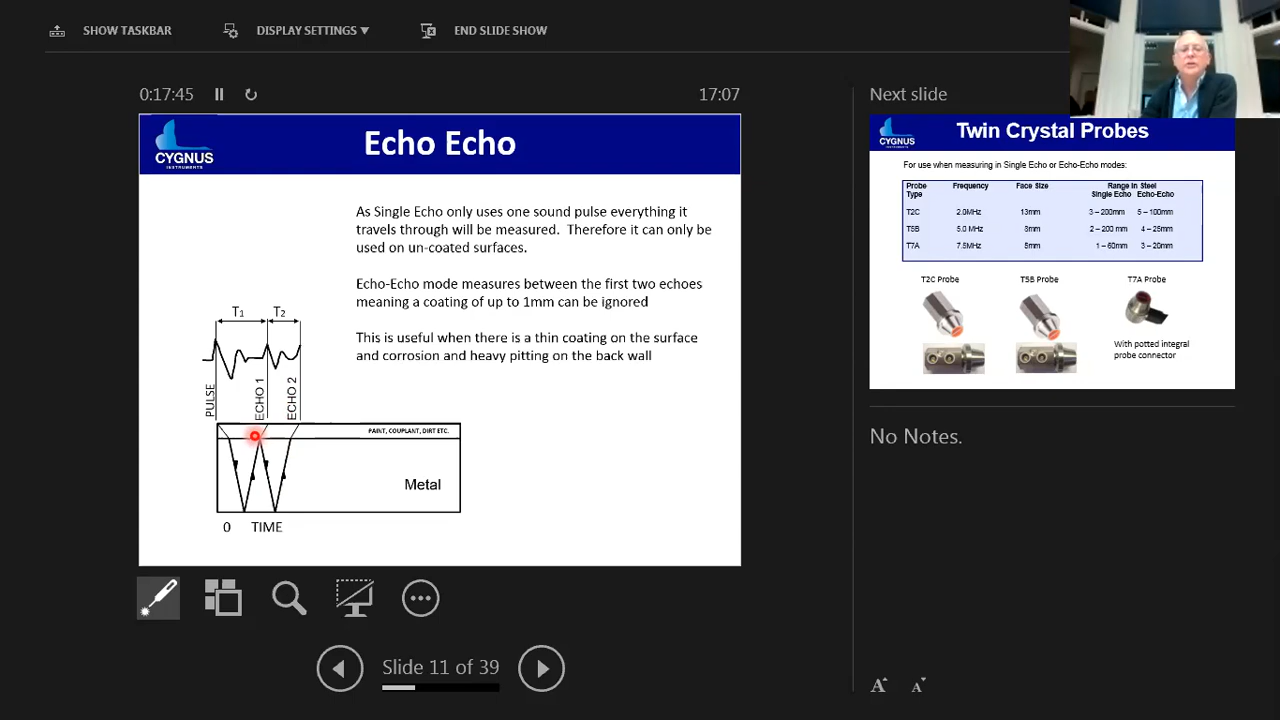 SHOW TASKBAR
DISPLAY SETTINGS
END SLIDE SHOW
0:17:45
17:07
Next slide
CYGNUS
INSTRUMENTS
Echo Echo
As Single Echo only uses one sound pulse everything it
travels through will be measured. Therefore it can only be
used on un-coated surfaces.
Echo-Echo mode measures between the first two echoes
meaning a coating of up to 1mm can be ignored
This is useful when there is a thin coating on the surface
and corrosion and heavy pitting on the back wall
T1
T2
PULSE
ECHO 1
ECHO 2
PAINT, COUPLANT, DIRT ETC.
Metal
0 TIME
CYGNUS
INSTRUMENTS
Twin Crystal Probes
For use when measuring in Single Echo or Echo-Echo modes:
Probe Frequency Face Size Range in Steel
Type Single Echo Echo-Echo
T2C 2.0MHz 13mm 3 – 200mm 5 – 100mm
T5B 5.0 MHz 8mm 2 – 200 mm 4 – 25mm
T7A 7.5MHz 5mm 1 – 60mm 3 – 20mm
T2C Probe
T5B Probe
T7A Probe
With potted integral
probe connector
No Notes.
Slide 11 of 39
A A